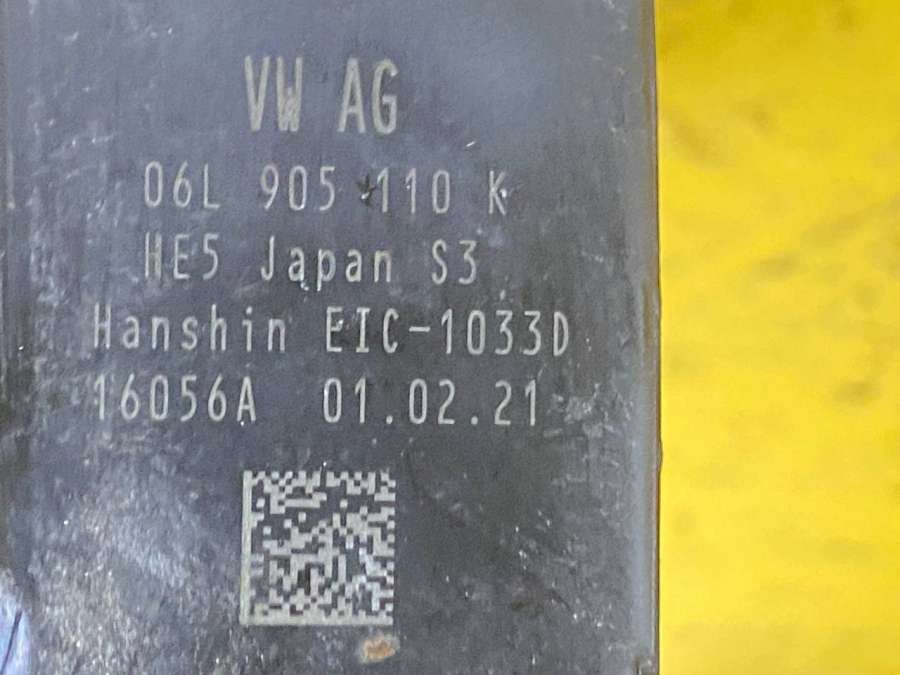 VW AG
06L 905 110 K
HE5 Japan S3
Hanshin EIC-1033D
16056A 01.02.21